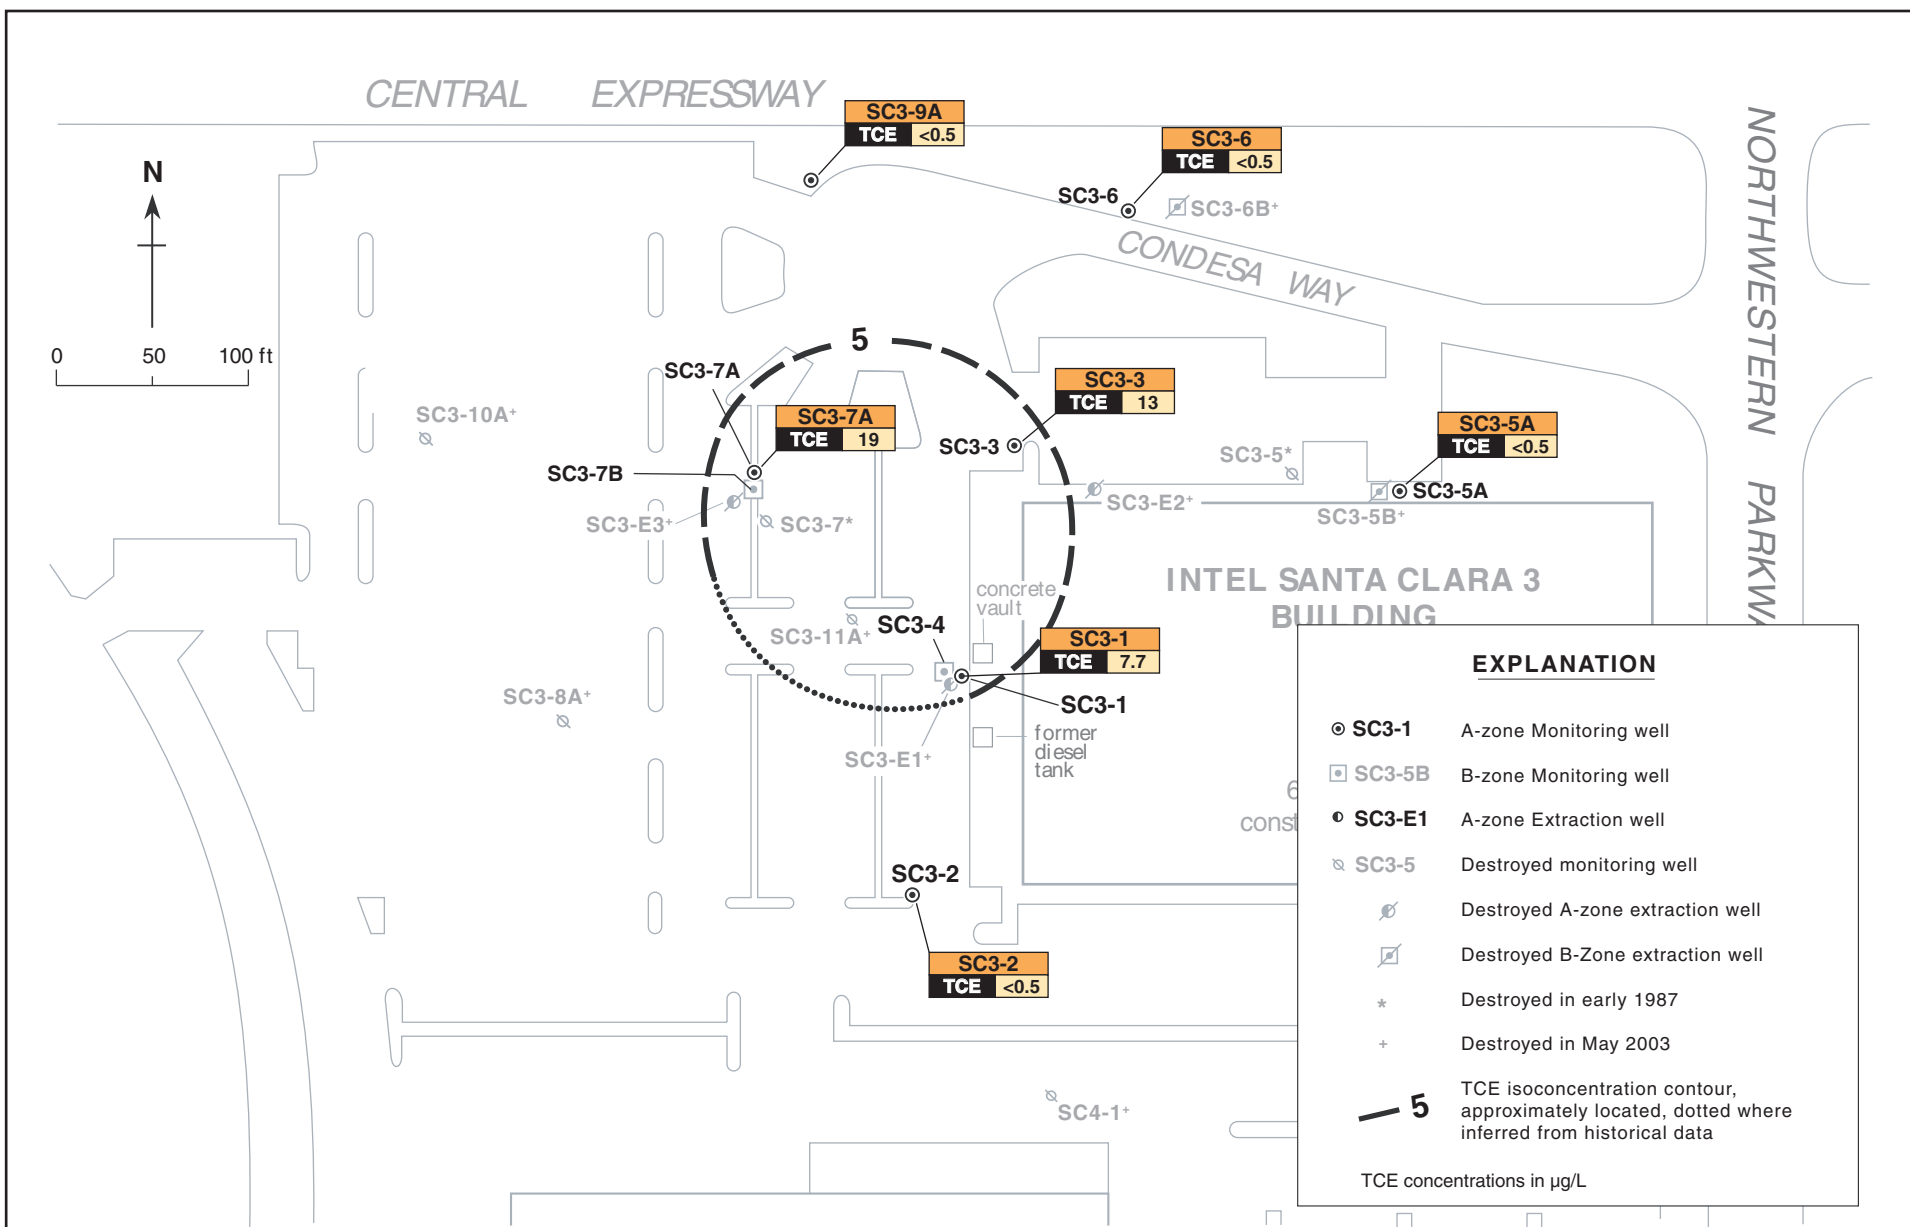 CENTRAL EXPRESSWAY
SC3-9A
TCE <0.5
SC3-6
TCE <0.5
NORTHWESTERN PARKWA
N
SC3-6
SC3-6B+
CONDESA WAY
0 50 100 ft
5
SC3-7A
SC3-3
TCE 13
SC3-10A+
SC3-7A
TCE 19
SC3-5A
TCE <0.5
SC3-3
SC3-5*
SC3-7B
SC3-5A
SC3-E2+
SC3-5B+
SC3-E3+
SC3-7*
INTEL SANTA CLARA 3
BUILDING
concrete
vault
SC3-11A+
SC3-4
SC3-1
TCE 7.7
SC3-8A+
SC3-1
SC3-E1+
former
diesel
tank
6
const
SC3-2
SC3-2
TCE <0.5
SC4-1+
EXPLANATION
SC3-1 A-zone Monitoring well
SC3-5B B-zone Monitoring well
SC3-E1 A-zone Extraction well
SC3-5 Destroyed monitoring well
Destroyed A-zone extraction well
Destroyed B-Zone extraction well
* Destroyed in early 1987
+ Destroyed in May 2003
5 TCE isoconcentration contour,
approximately located, dotted where
inferred from historical data
TCE concentrations in µg/L